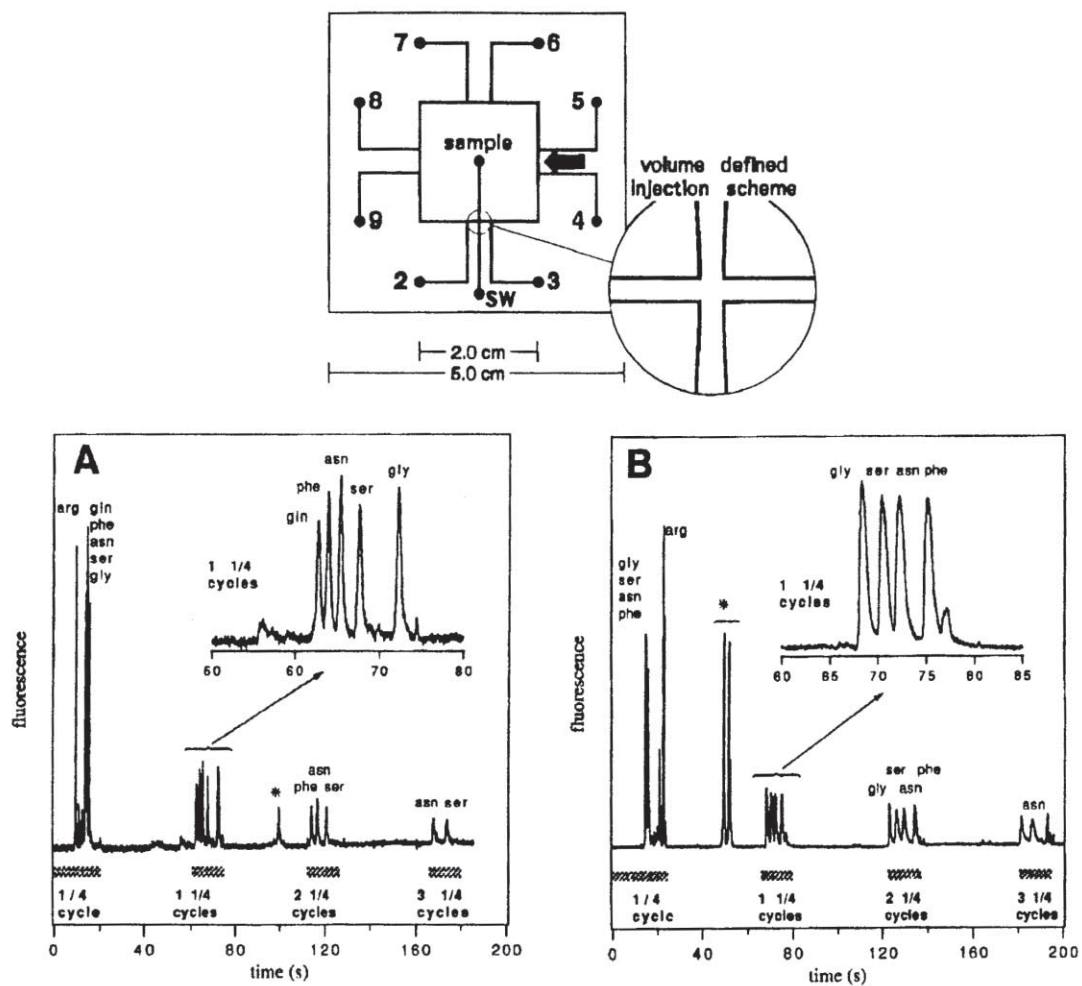 7 6
8 5
sample
volume defined
injection scheme
9 4
2 3
SW
2.0 cm
5.0 cm
A
arg gln
phe
asn
ser
gly
asn
phe
gln
ser
gly
1 1/4
cycles
50 60 70 80
*
asn
phe ser
asn ser
1/4
cycle
1 1/4
cycles
2 1/4
cycles
3 1/4
cycles
0 40 80 120 160 200
time (s)
fluorescence
B
gly
ser
asn
phe
arg
*
gly ser asn phe
1 1/4
cycles
60 65 70 75 80 85
ser phe
gly asn
asn
1/4
cyclc
1 1/4
cycles
2 1/4
cycles
3 1/4
cycles
0 40 80 120 160 200
time (s)
fluorescence